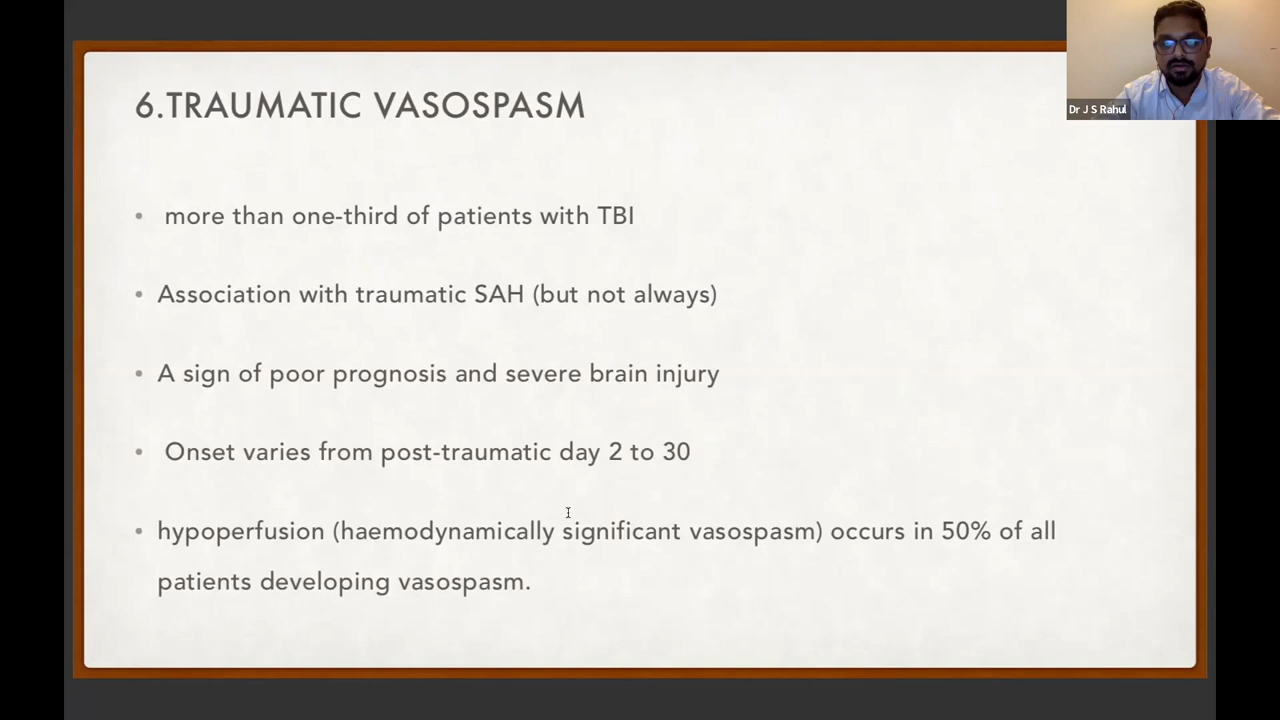 6.TRAUMATIC VASOSPASM
Dr J S Rahul
• more than one-third of patients with TBI
• Association with traumatic SAH (but not always)
• A sign of poor prognosis and severe brain injury
• Onset varies from post-traumatic day 2 to 30
• hypoperfusion (haemodynamically significant vasospasm) occurs in 50% of all
patients developing vasospasm.